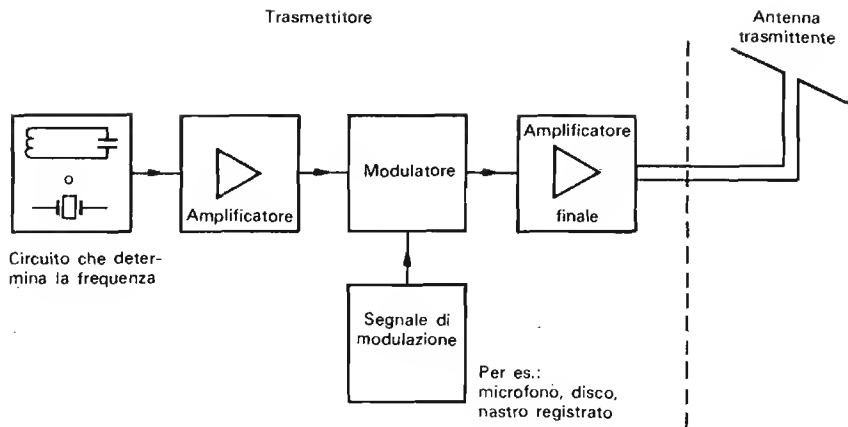 Trasmettitore
Antenna
trasmittente
o
Circuito che deter-
mina la frequenza
Amplificatore
Modulatore
Amplificatore
finale
Segnale di
modulazione
Per es.:
microfono, disco,
nastro registrato